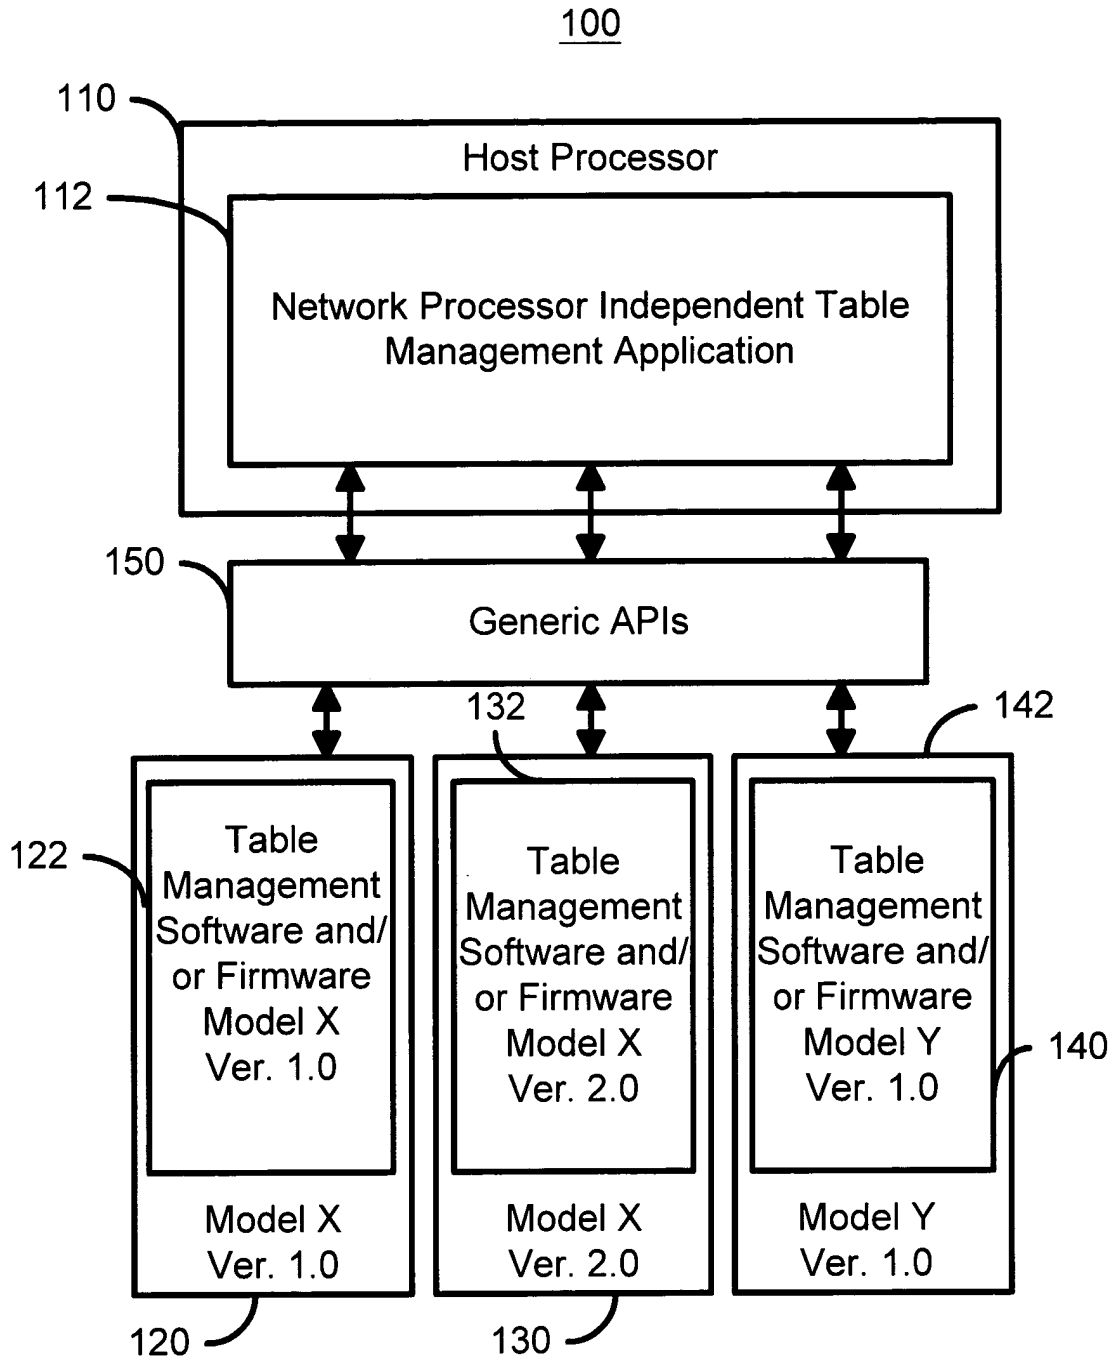 100
110
Host Processor
112
Network Processor Independent Table
Management Application
150
Generic APIs
132
142
122
Table
Management
Software and/
or Firmware
Model X
Ver. 1.0
Table
Management
Software and/
or Firmware
Model X
Ver. 2.0
Table
Management
Software and/
or Firmware
Model Y
Ver. 1.0
140
Model X
Ver. 1.0
Model X
Ver. 2.0
Model Y
Ver. 1.0
120
130